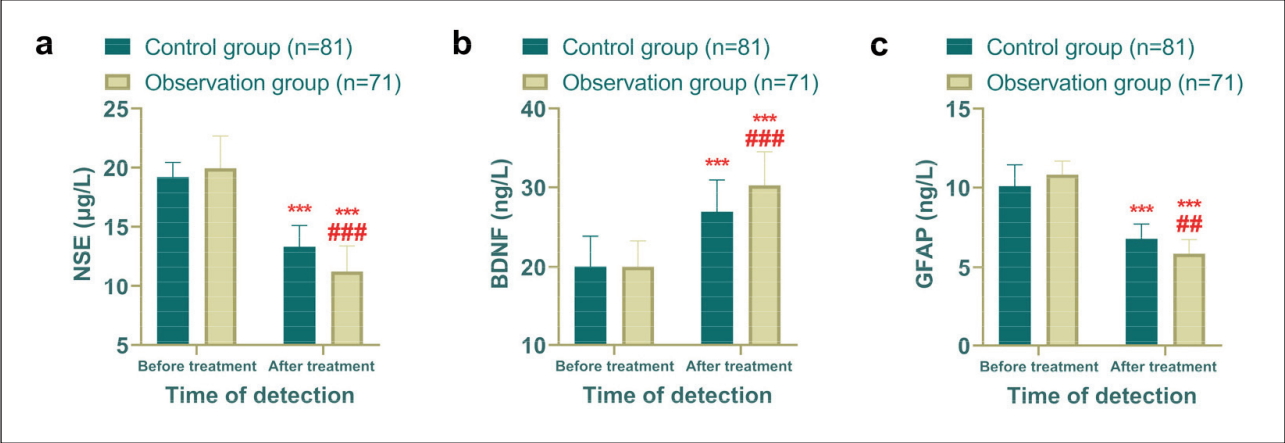 a
Control group (n=81)
Observation group (n=71)
25
20
15
10
5
NSE (µg/L)
***
***
###
Before treatment After treatment
Time of detection
b
Control group (n=81)
Observation group (n=71)
40
30
20
10
BDNF (ng/L)
***
***
###
Before treatment After treatment
Time of detection
c
Control group (n=81)
Observation group (n=71)
15
10
5
0
GFAP (ng/L)
***
***
##
Before treatment After treatment
Time of detection